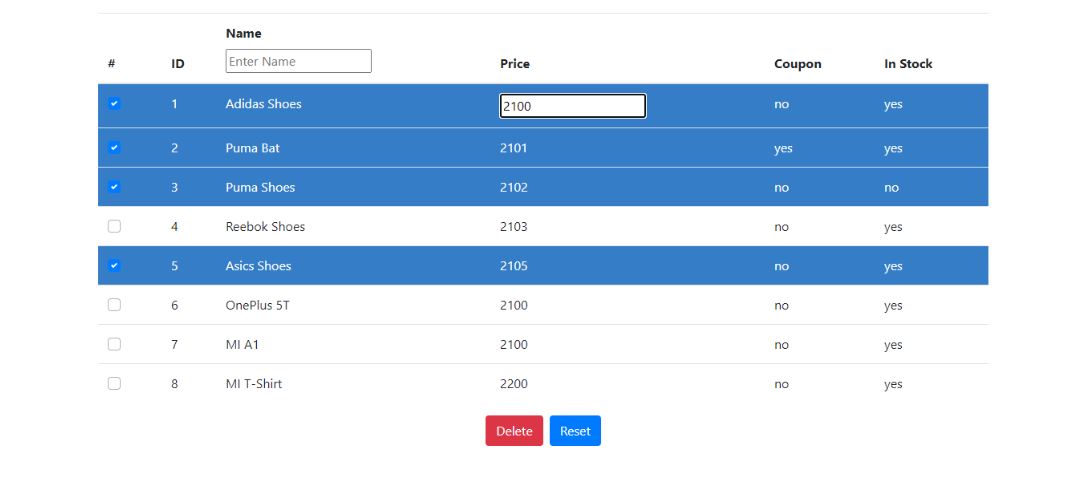 Name
# ID Enter Name Price Coupon In Stock
1 Adidas Shoes 2100 no yes
2 Puma Bat 2101 yes yes
3 Puma Shoes 2102 no no
4 Reebok Shoes 2103 no yes
5 Asics Shoes 2105 no yes
6 OnePlus 5T 2100 no yes
7 MI A1 2100 no yes
8 MI T-Shirt 2200 no yes
Delete Reset